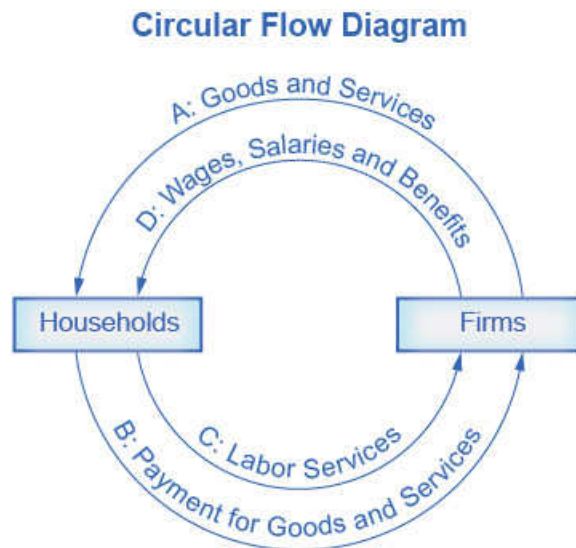 Circular Flow Diagram
A: Goods and Services
D: Wages, Salaries and Benefits
Households
Firms
C: Labor Services
B: Payment for Goods and Services